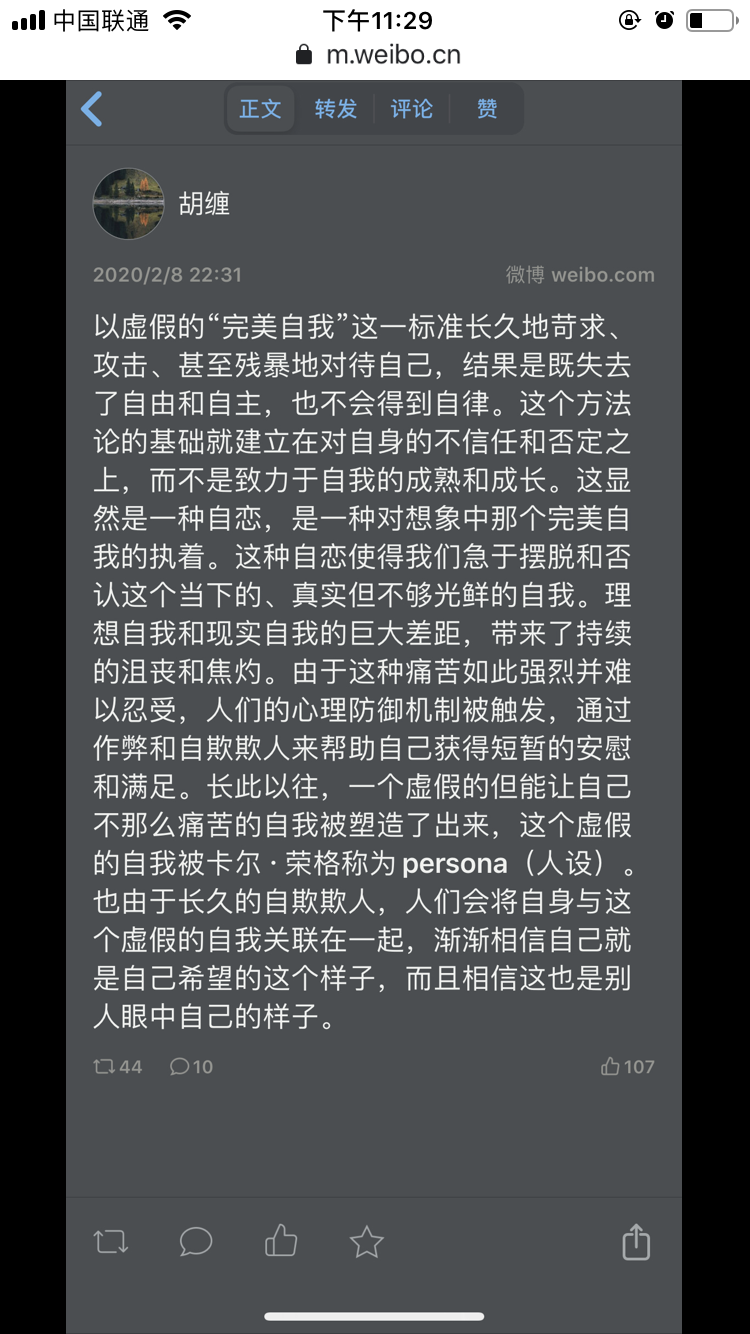 中国联通 下午11:29
m.weibo.cn
正文 转发 评论 赞
胡缠
2020/2/8 22:31 微博 weibo.com
以虚假的“完美自我”这一标准长久地苛求、
攻击、甚至残暴地对待自己，结果是既失去
了自由和自主，也不会得到自律。这个方法
论的基础就建立在对自身的不信任和否定之
上，而不是致力于自我的成熟和成长。这显
然是一种自恋，是一种对想象中那个完美自
我的执着。这种自恋使得我们急于摆脱和否
认这个当下的、真实但不够光鲜的自我。理
想自我和现实自我的巨大差距，带来了持续
的沮丧和焦灼。由于这种痛苦如此强烈并难
以忍受，人们的心理防御机制被触发，通过
作弊和自欺欺人来帮助自己获得短暂的安慰
和满足。长此以往，一个虚假的但能让自己
不那么痛苦的自我被塑造了出来，这个虚假
的自我被卡尔·荣格称为 persona（人设）。
也由于长久的自欺欺人，人们会将自身与这
个虚假的自我关联在一起，渐渐相信自己就
是自己希望的这个样子，而且相信这也是别
人眼中自己的样子。
44 10 107